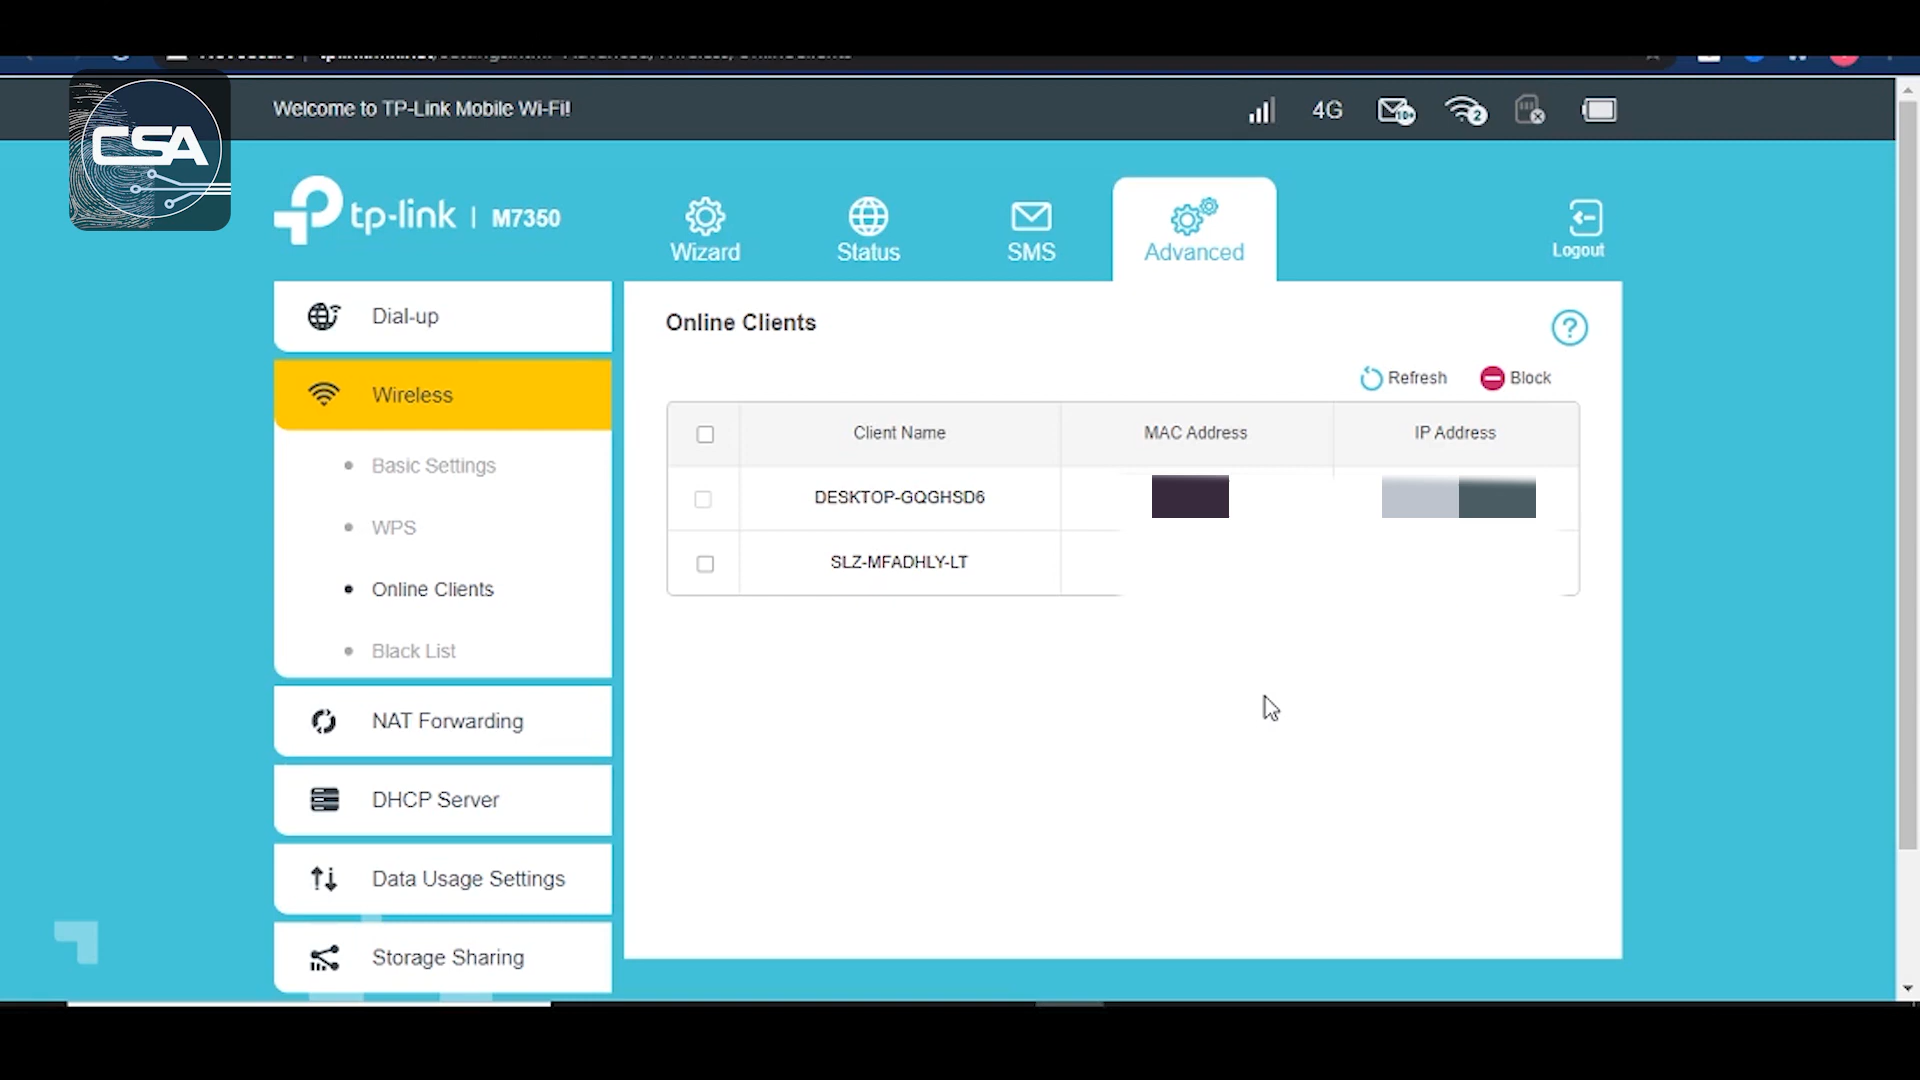 CSA
Welcome to TP-Link Mobile Wi-Fi!
4G
10+
2
tp-link | M7350
Wizard
Status
SMS
Advanced
Logout
Dial-up
Wireless
Basic Settings
WPS
Online Clients
Black List
NAT Forwarding
DHCP Server
Data Usage Settings
Storage Sharing
Online Clients
?
Refresh
Block
Client Name MAC Address IP Address
DESKTOP-GQGHSD6
SLZ-MFADHLY-LT